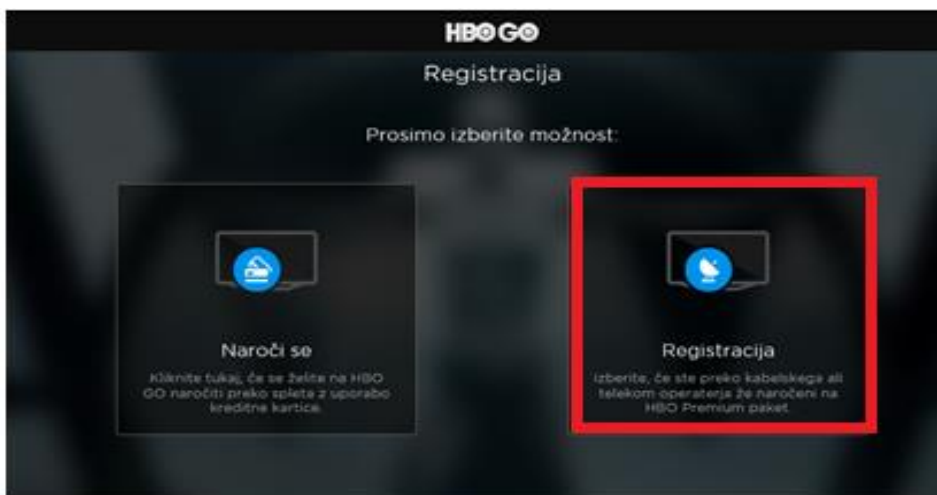 HBO GO
Registracija
Prosimo izberite možnost:
Naroči se
Kliknite tukaj, če se želite na HBO
GO naročiti preko spleta z uporabo
kreditne kartice.
Registracija
Izberite, če ste preko kabelskega ali
telekom operaterja že naročeni na
HBO Premium paket